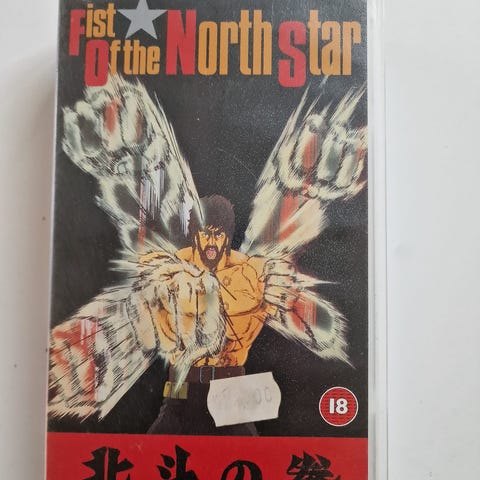 Fist
Of the North Star
18
北斗の拳